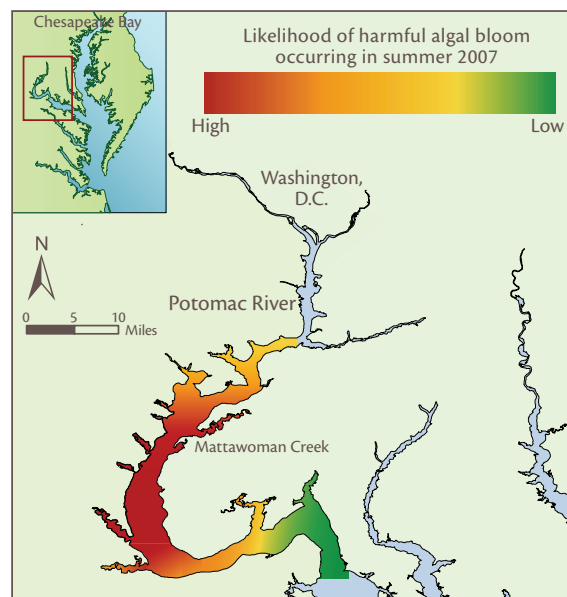 Chesapeake Bay
Likelihood of harmful algal bloom
occurring in summer 2007
High
Low
Washington,
D.C.
N
Potomac River
0 5 10
Miles
Mattawoman Creek